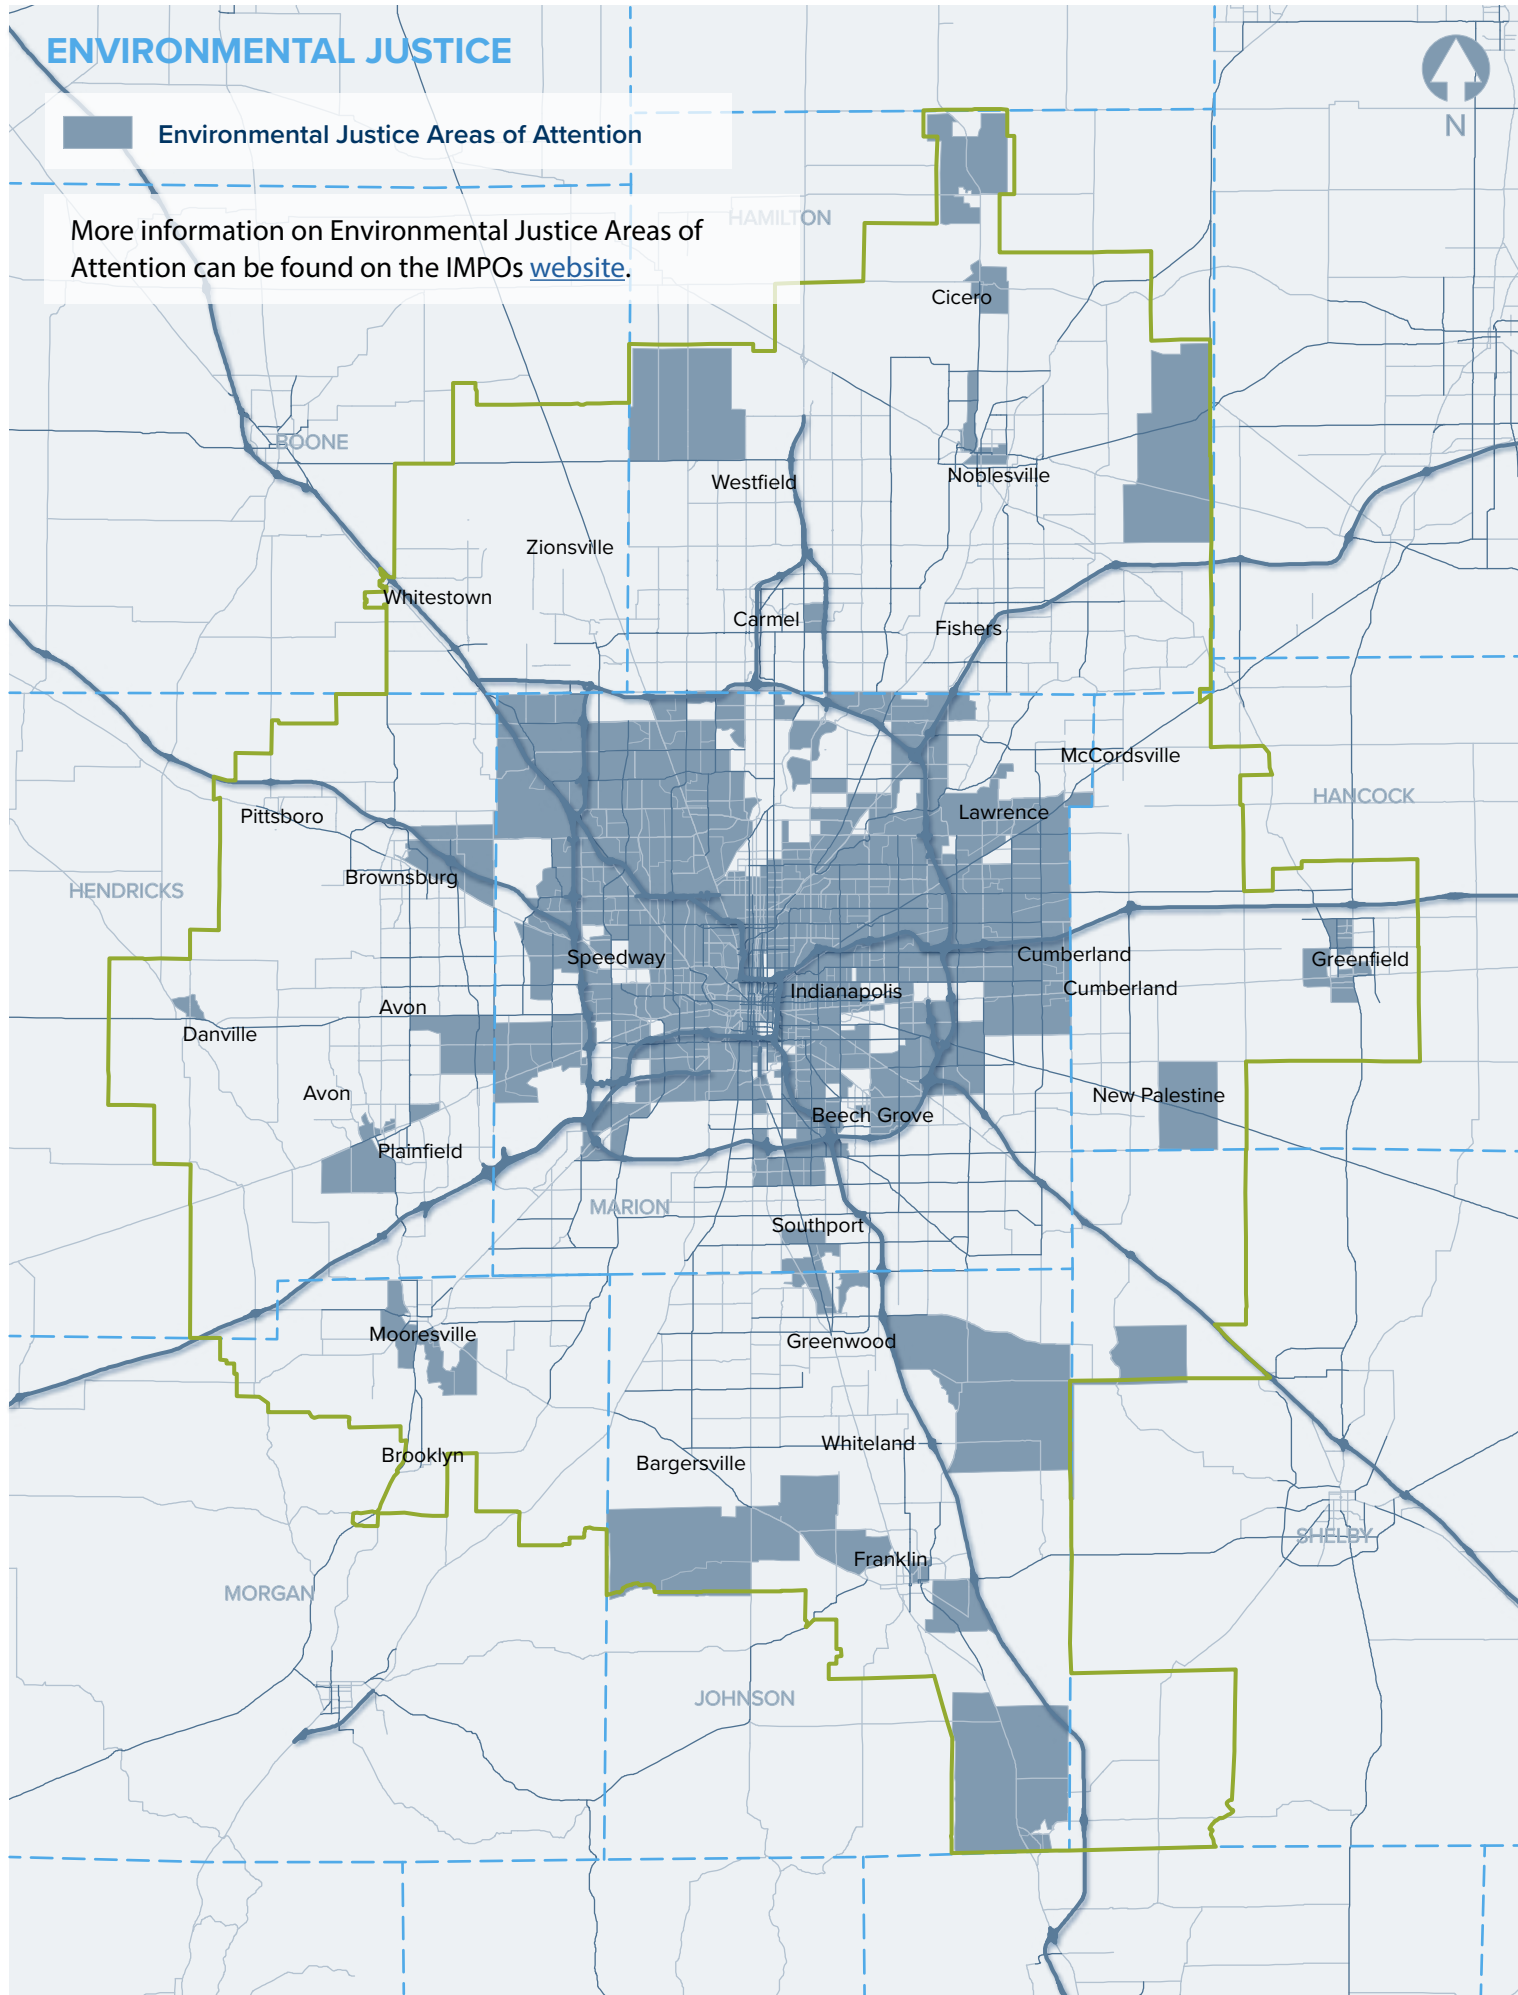 ENVIRONMENTAL JUSTICE
Environmental Justice Areas of Attention
N
More information on Environmental Justice Areas of
Attention can be found on the IMPOs website.
HAMILTON
Cicero
BOONE
Westfield
Noblesville
Zionsville
Whitestown
Carmel
Fishers
McCordsville
HANCOCK
Pittsboro
Lawrence
Brownsburg
HENDRICKS
Speedway
Cumberland
Greenfield
Indianapolis
Cumberland
Avon
Danville
Avon
New Palestine
Beech Grove
Plainfield
MARION
Southport
Mooresville
Greenwood
Whiteland
Brooklyn
Bargersville
SHELBY
Franklin
MORGAN
JOHNSON